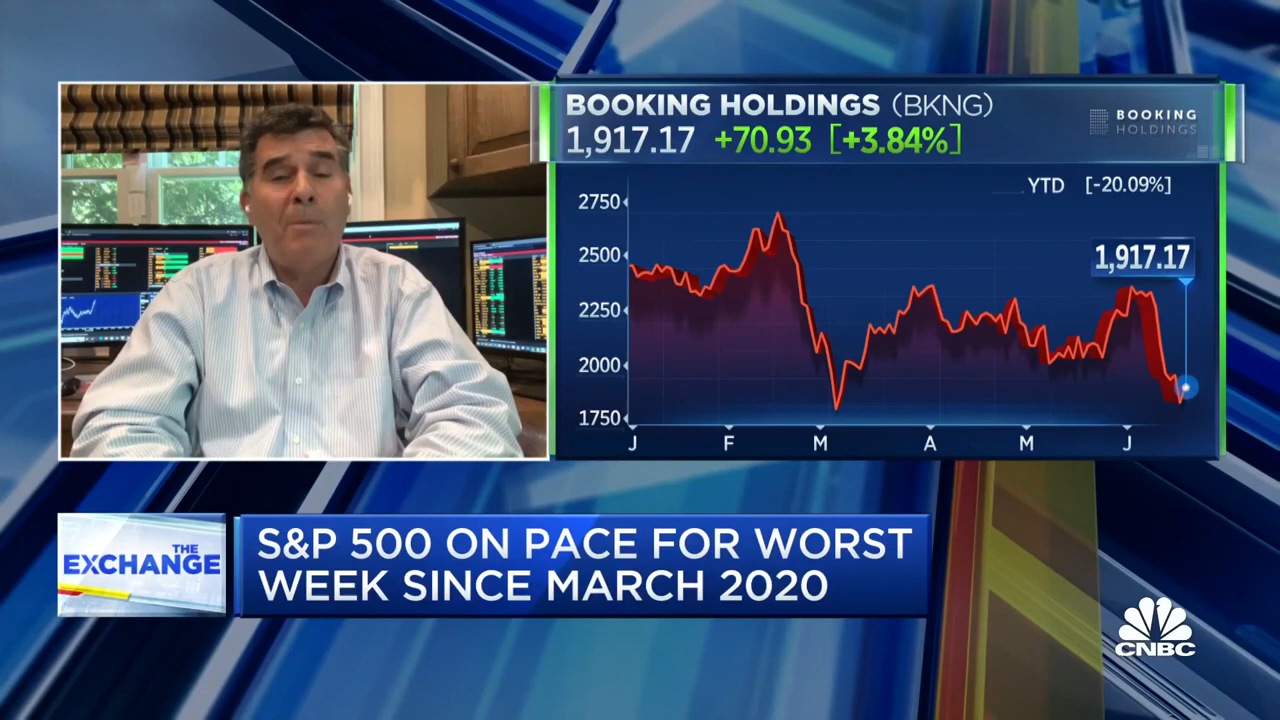 BOOKING HOLDINGS (BKNG)
1,917.17 +70.93 [+3.84%]
BOOKING
HOLDINGS
YTD [-20.09%]
2750
2500
2250
2000
1750
1,917.17
J F M A M J
THE
EXCHANGE
S&P 500 ON PACE FOR WORST
WEEK SINCE MARCH 2020
CNBC